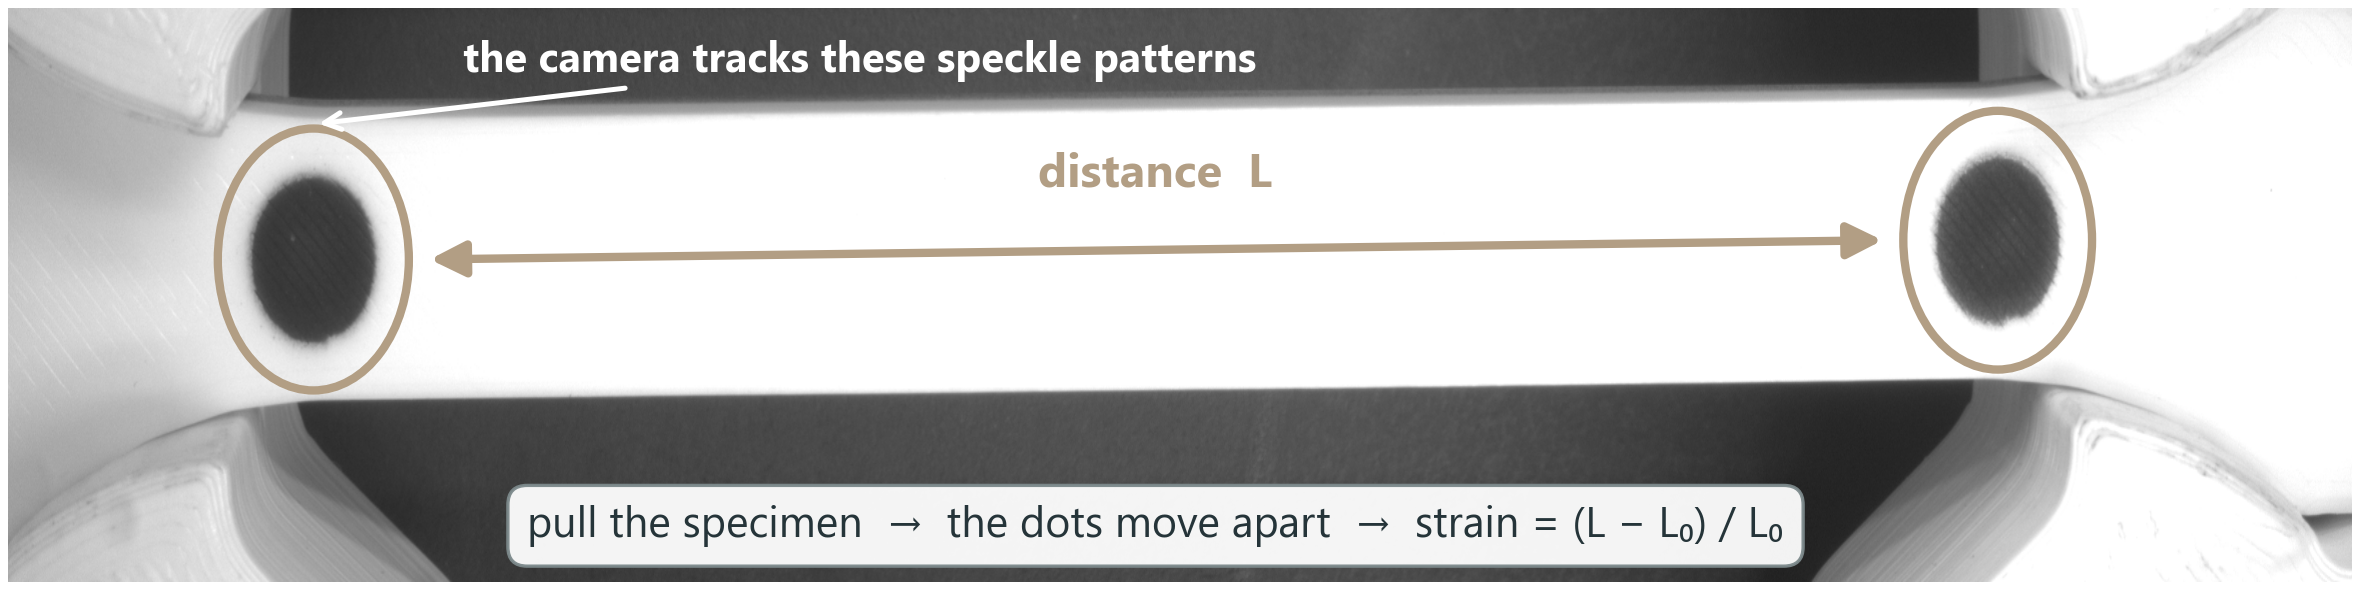 the camera tracks these speckle patterns
distance L
pull the specimen → the dots move apart → strain = (L − L₀) / L₀